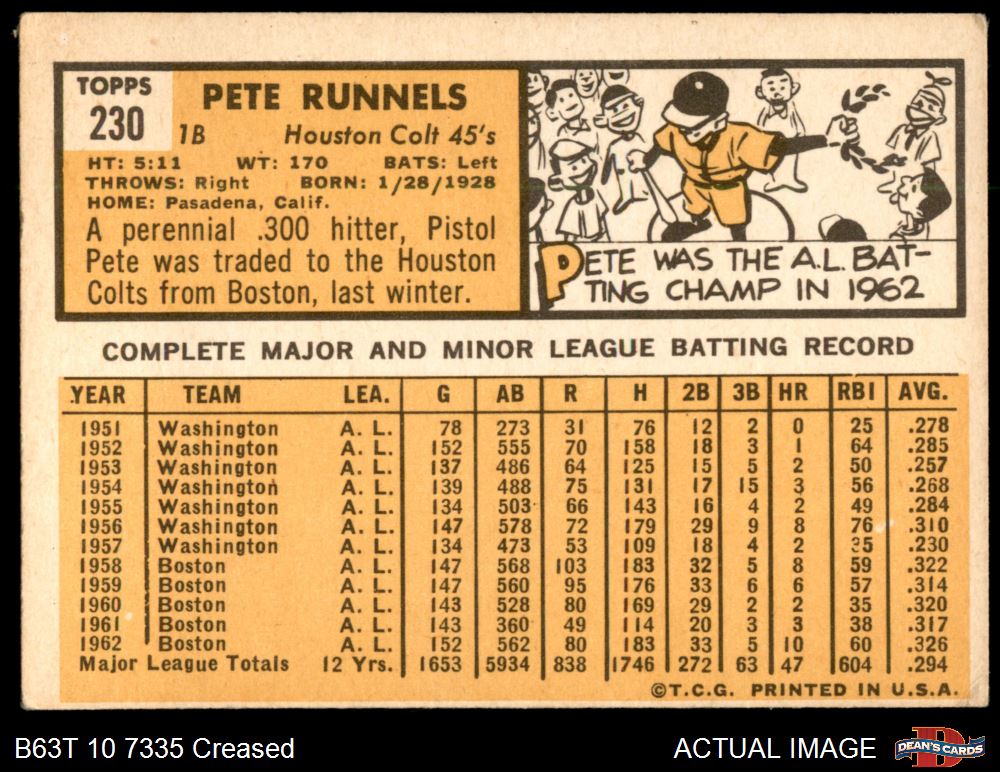 TOPPS
230
PETE RUNNELS
1B Houston Colt 45's
HT: 5:11 WT: 170 BATS: Left
THROWS: Right BORN: 1/28/1928
HOME: Pasadena, Calif.
A perennial .300 hitter, Pistol
Pete was traded to the Houston
Colts from Boston, last winter.
PETE WAS THE A.L. BAT-
TING CHAMP IN 1962
COMPLETE MAJOR AND MINOR LEAGUE BATTING RECORD
YEAR TEAM LEA. G AB R H 2B 3B HR RBI AVG.
1951 Washington A. L. 78 273 31 76 12 2 0 25 .278
1952 Washington A. L. 152 555 70 158 18 3 1 64 .285
1953 Washington A. L. 137 486 64 125 15 5 2 50 .257
1954 Washington A. L. 139 488 75 131 17 15 3 56 .268
1955 Washington A. L. 134 503 66 143 16 4 2 49 .284
1956 Washington A. L. 147 578 72 179 29 9 8 76 .310
1957 Washington A. L. 134 473 53 109 18 4 2 35 .230
1958 Boston A. L. 147 568 103 183 32 5 8 59 .322
1959 Boston A. L. 147 560 95 176 33 6 6 57 .314
1960 Boston A. L. 143 528 80 169 29 2 2 35 .320
1961 Boston A. L. 143 360 49 114 20 3 3 38 .317
1962 Boston A. L. 152 562 80 183 33 5 10 60 .326
Major League Totals 12 Yrs. 1653 5934 838 1746 272 63 47 604 .294
©T.C.G. PRINTED IN U.S.A.
B63T 10 7335 Creased
ACTUAL IMAGE
DEAN'S CARDS